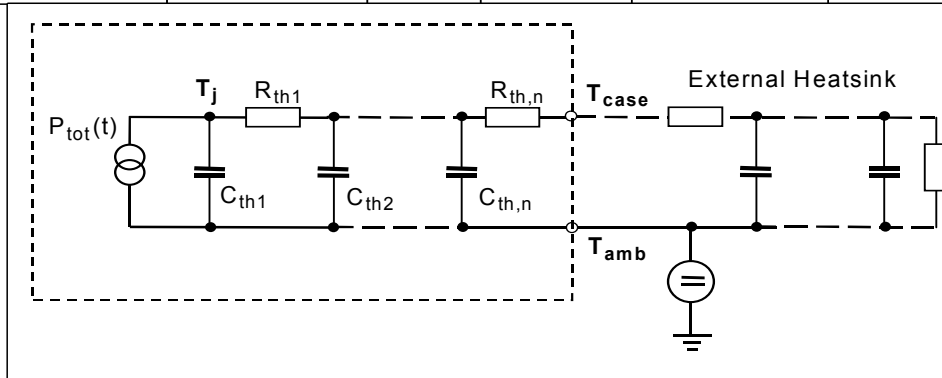 External Heatsink
T_j
R_th1
R_th,n
T_case
P_tot(t)
C_th1
C_th2
C_th,n
T_amb